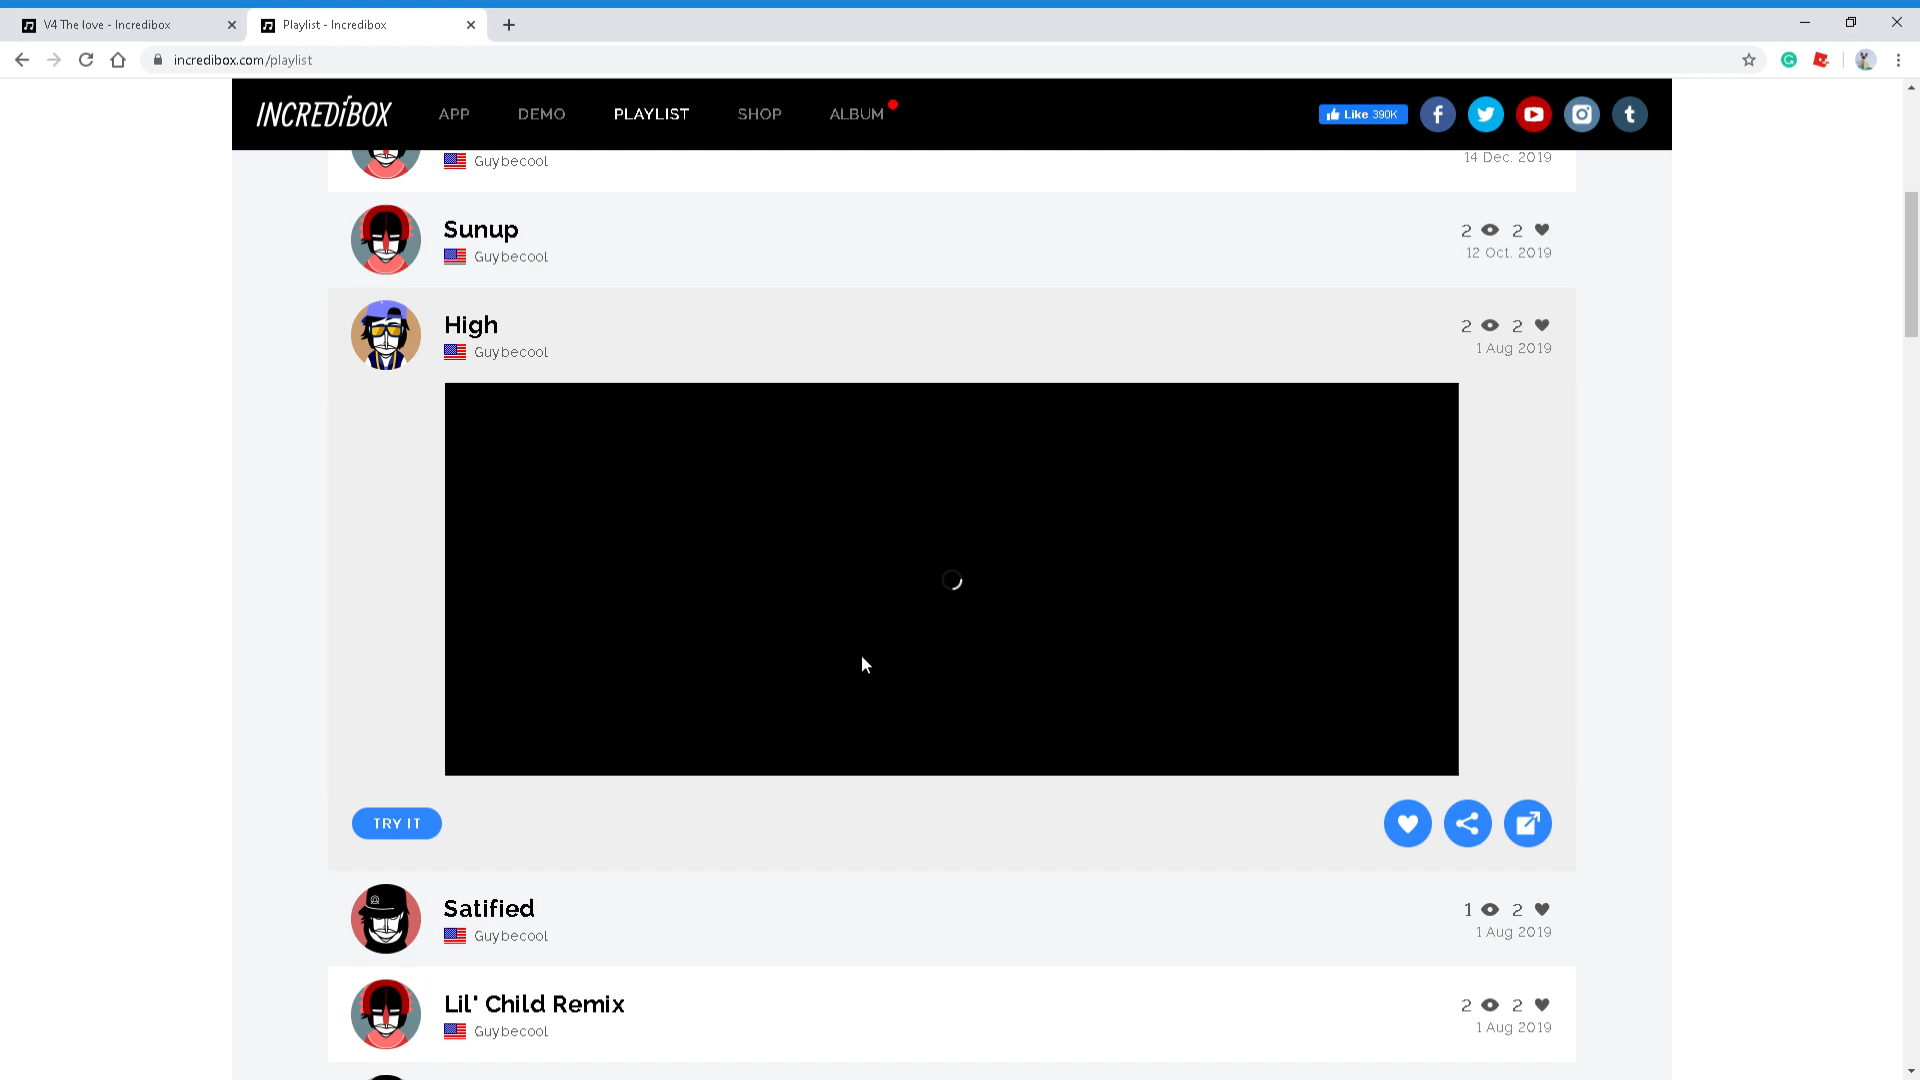 V4 The love - Incredibox
Playlist - Incredibox
incredibox.com/playlist
INCREDIBOX
APP
DEMO
PLAYLIST
SHOP
ALBUM
Like 390K
Guybecool
14 Dec. 2019
Sunup
2 2
Guybecool
12 Oct. 2019
High
2 2
Guybecool
1 Aug 2019
TRY IT
Satified
1 2
Guybecool
1 Aug 2019
Lil' Child Remix
2 2
Guybecool
1 Aug 2019